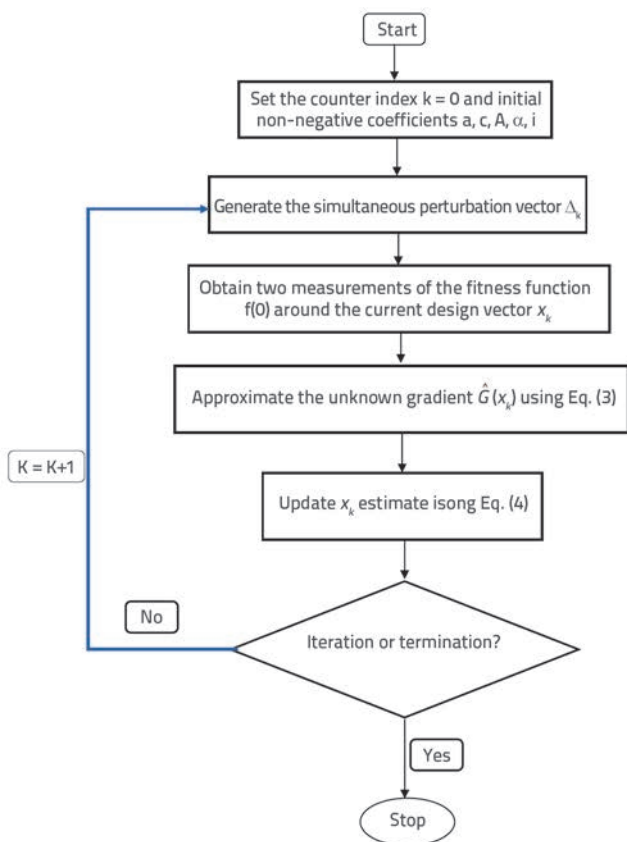 Start
Set the counter index k = 0 and initial
non-negative coefficients a, c, A, α, i
Generate the simultaneous perturbation vector Δk
Obtain two measurements of the fitness function
f(0) around the current design vector xk
Approximate the unknown gradient Ĝ(xk) using Eq. (3)
K = K+1
Update xk estimate isong Eq. (4)
No
Iteration or termination?
Yes
Stop